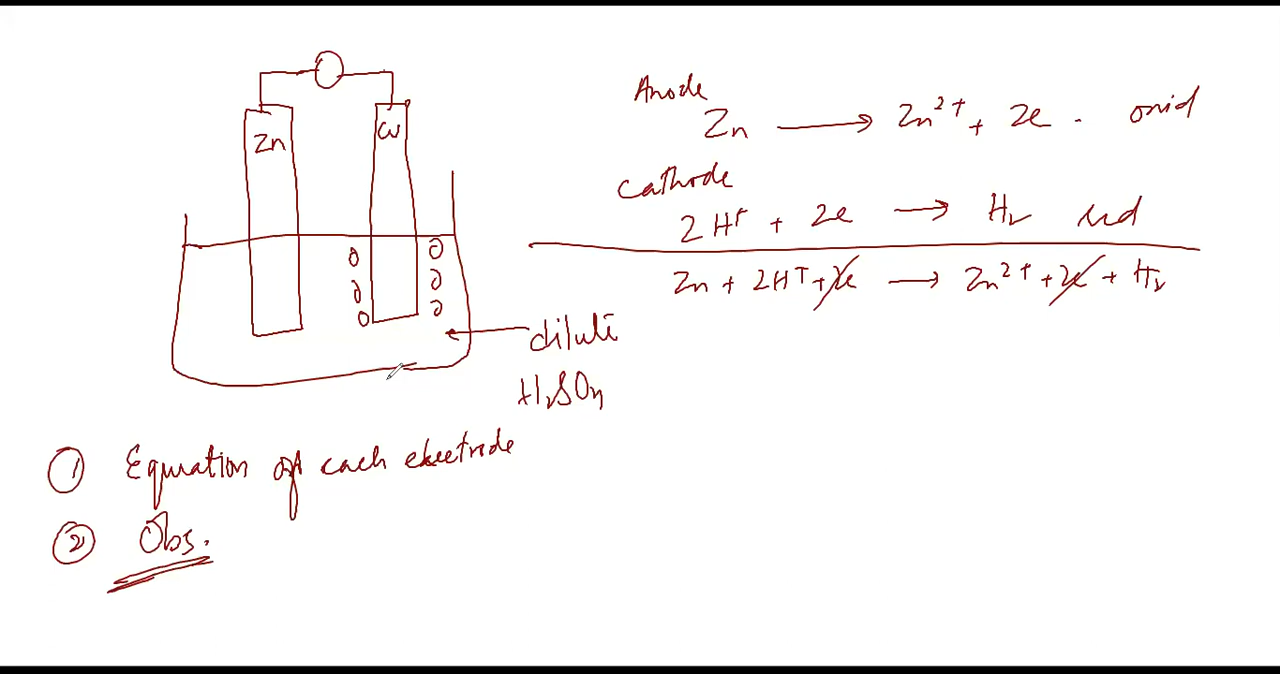 Zn
Cu
Anode
Zn ⟶ Zn²⁺ + 2e . oxid
Cathode
2H⁺ + 2e ⟶ H₂ red
Zn + 2H⁺ + 2e ⟶ Zn²⁺ + 2e + H₂
dilute
H₂SO₄
① Equation of each electrode
② Obs.